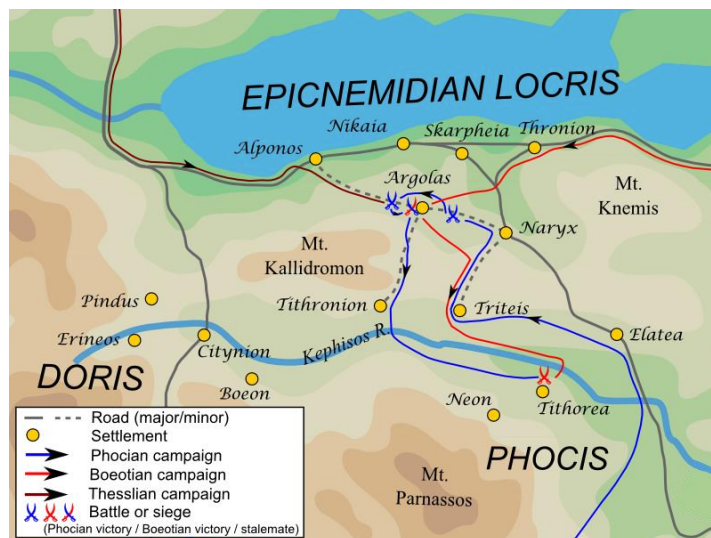 EPICNEMIDIAN LOCRIS
Nikaia
Skarpheia
Thronion
Alponos
Argolas
Mt.
Knemis
Naryx
Mt.
Kallidromon
Pindus
Tithronion
Triteis
Erineos
Citynion
Kephisos R.
Elatea
DORIS
Boeon
Neon
Tithorea
PHOCIS
Mt.
Parnassos
Road (major/minor)
Settlement
Phocian campaign
Boeotian campaign
Thesslian campaign
Battle or siege
(Phocian victory / Boeotian victory / stalemate)